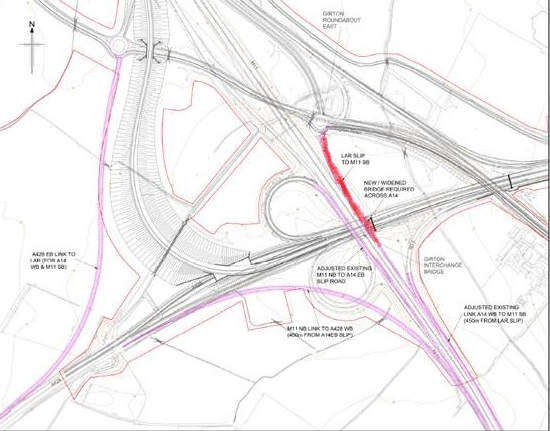 N
GIRTON
ROUNDABOUT
EAST
M11
LAR SLIP
TO M11 SB
NEW / WIDENED
BRIDGE REQUIRED
ACROSS A14
A428 EB LINK TO
LAR (FOR A14
WB & M11 SB)
GIRTON
INTERCHANGE
BRIDGE
ADJUSTED EXISTING
M11 NB TO A14 EB
SLIP ROAD
ADJUSTED EXISTING
LINK A14 WB TO M11 SB
(450m FROM LAR SLIP)
M11 NB LINK TO A428 WB
(450m FROM A14EB SLIP)
A428